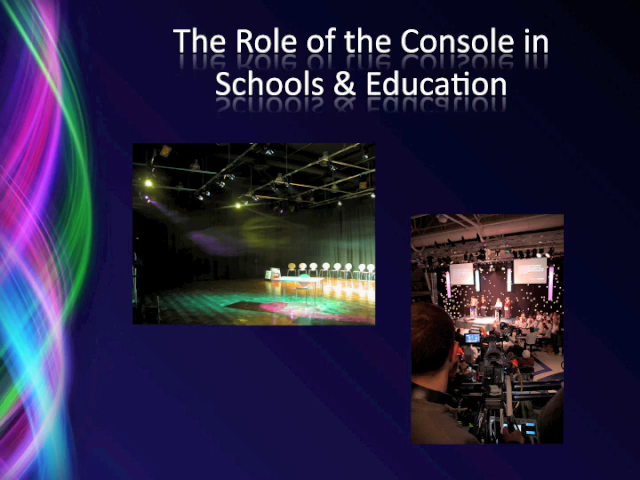 The Role of the Console in
Schools & Education